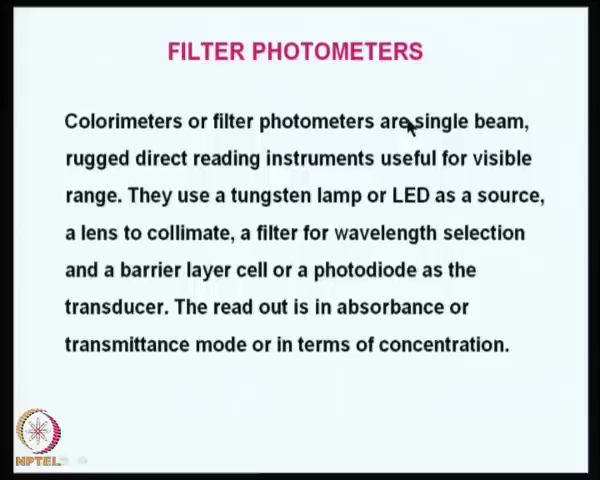 FILTER PHOTOMETERS
Colorimeters or filter photometers are single beam,
rugged direct reading instruments useful for visible
range. They use a tungsten lamp or LED as a source,
a lens to collimate, a filter for wavelength selection
and a barrier layer cell or a photodiode as the
transducer. The read out is in absorbance or
transmittance mode or in terms of concentration.
NPTEL